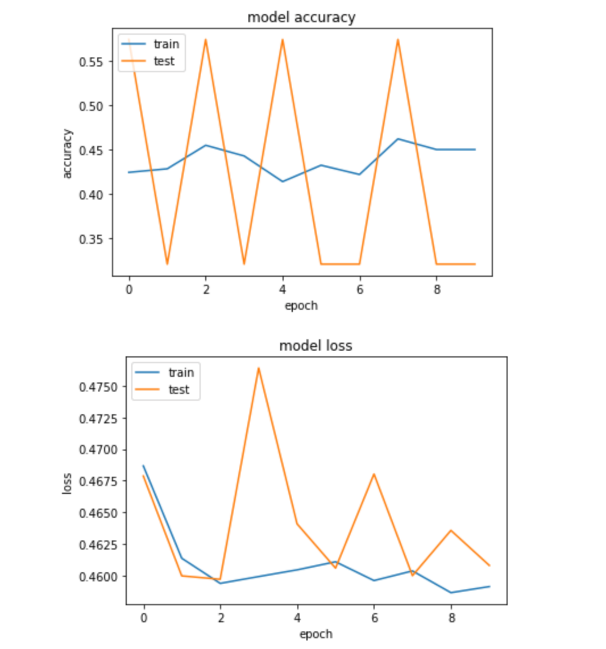 model accuracy
train
test
0.55
0.50
0.45
0.40
0.35
accuracy
0 2 4 6 8
epoch
model loss
train
test
0.4750
0.4725
0.4700
0.4675
0.4650
0.4625
0.4600
loss
0 2 4 6 8
epoch